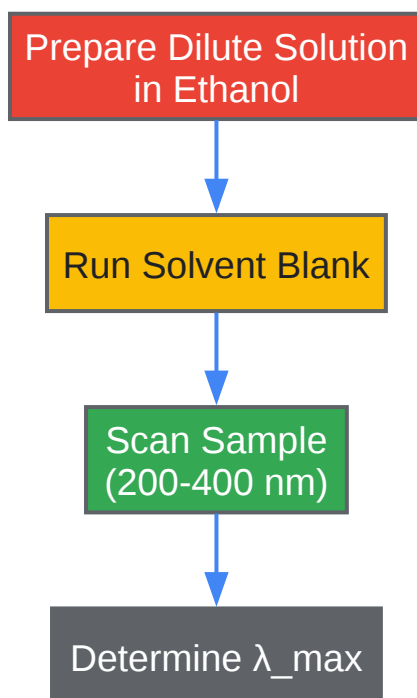 Prepare Dilute Solution
in Ethanol
Run Solvent Blank
Scan Sample
(200-400 nm)
Determine λ_max